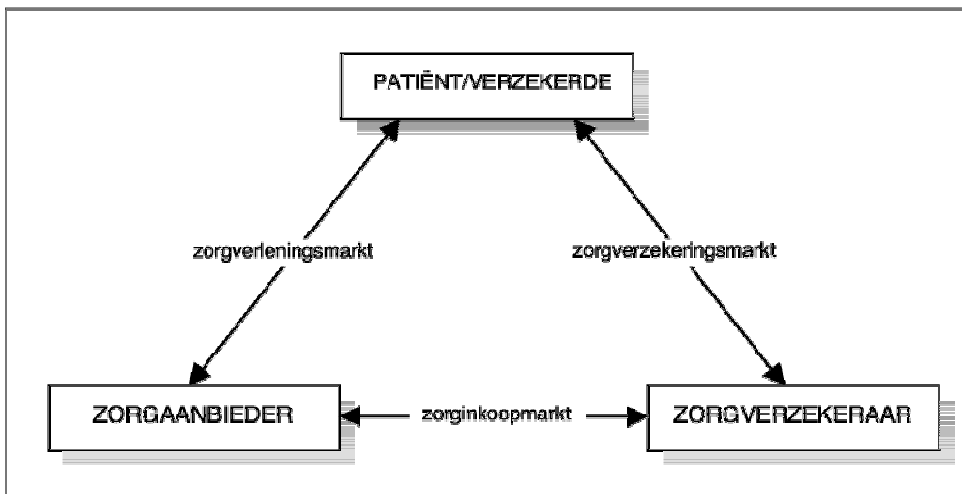 PATIËNT/VERZEKERDE
zorgverleningsmarkt
zorgverzekeringsmarkt
ZORGAANBIEDER
zorginkoopmarkt
ZORGVERZEKERAAR